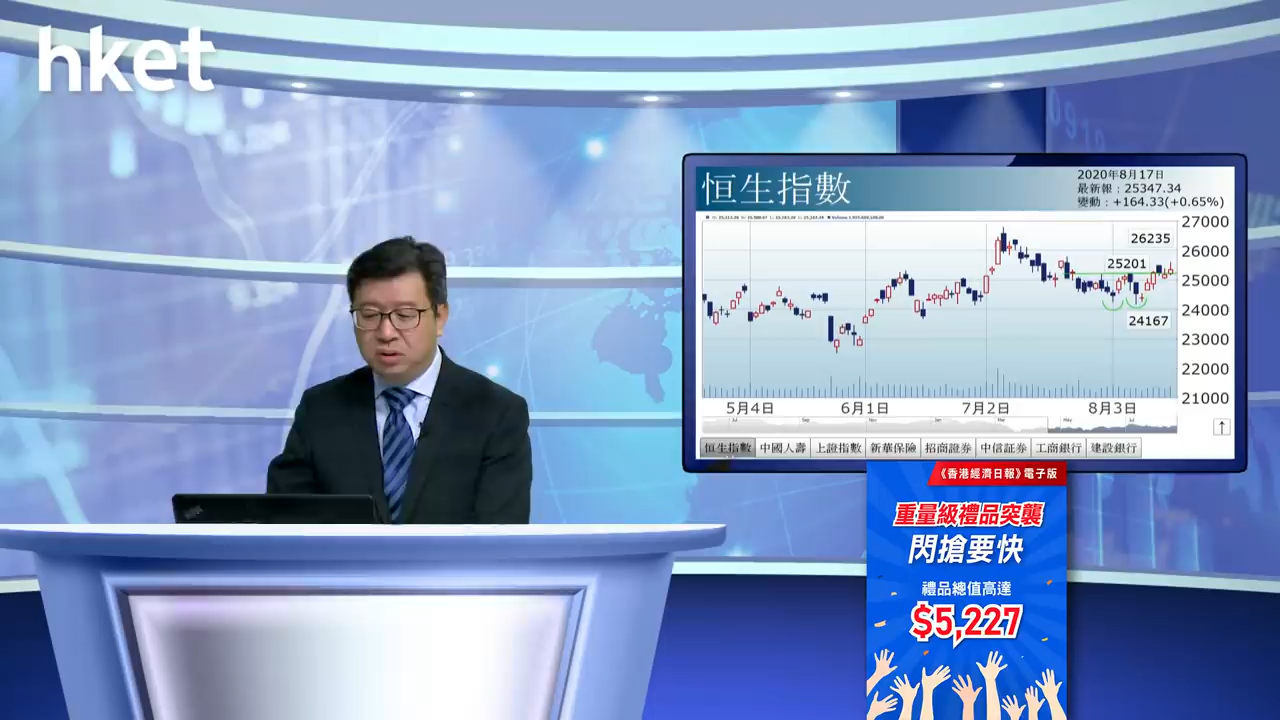 hket
恒生指數
2020年8月17日
最新報：25347.34
變動：+164.33(+0.65%)
27000
26235
26000
25201
25000
24000
24167
23000
22000
21000
5月4日
6月1日
7月2日
8月3日
恒生指數
中國人壽
上證指數
新華保險
招商證券
中信証券
工商銀行
建設銀行
《香港經濟日報》電子版
重量級禮品突襲
閃搶要快
禮品總值高達
$5,227